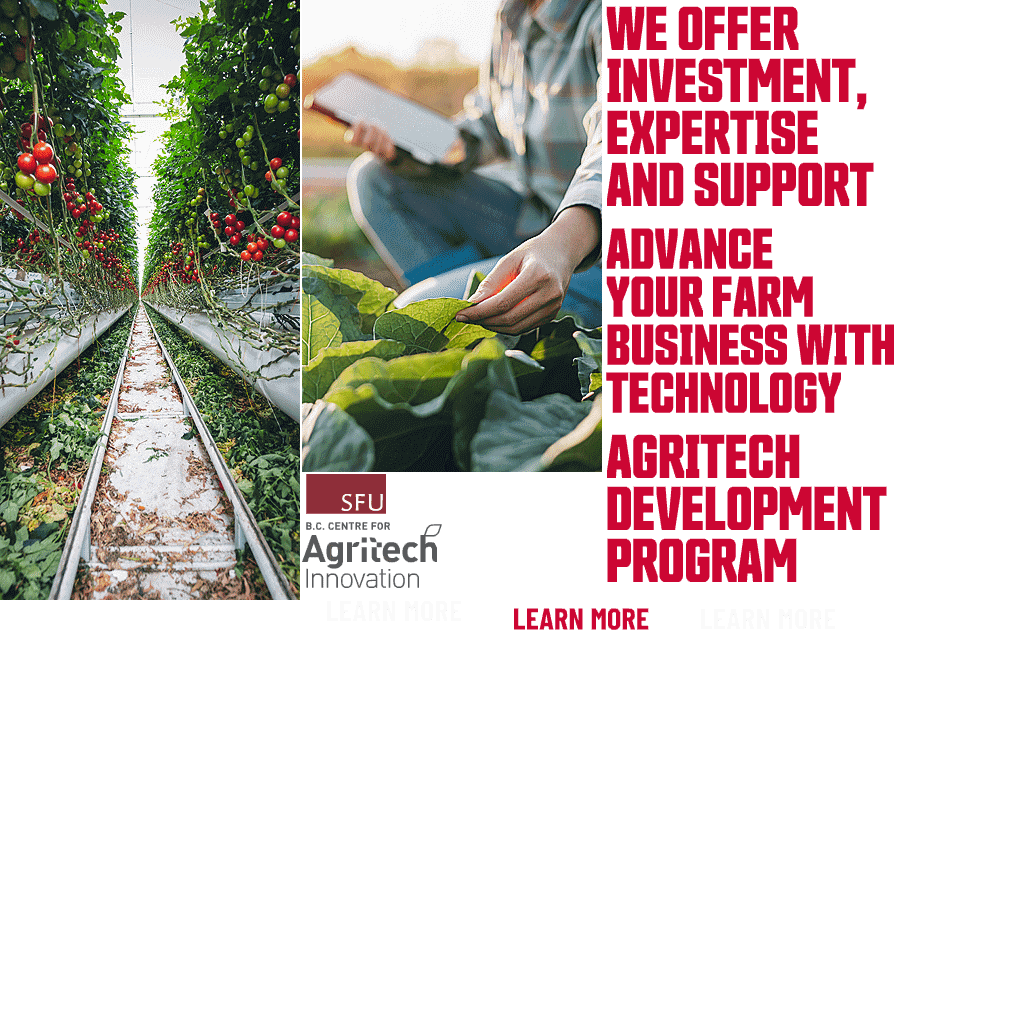 WE OFFER
INVESTMENT,
EXPERTISE
AND SUPPORT
ADVANCE
YOUR FARM
BUSINESS WITH
TECHNOLOGY
AGRITECH
DEVELOPMENT
PROGRAM
SFU
B.C. CENTRE FOR
Agritech
Innovation
LEARN MORE
LEARN MORE
LEARN MORE